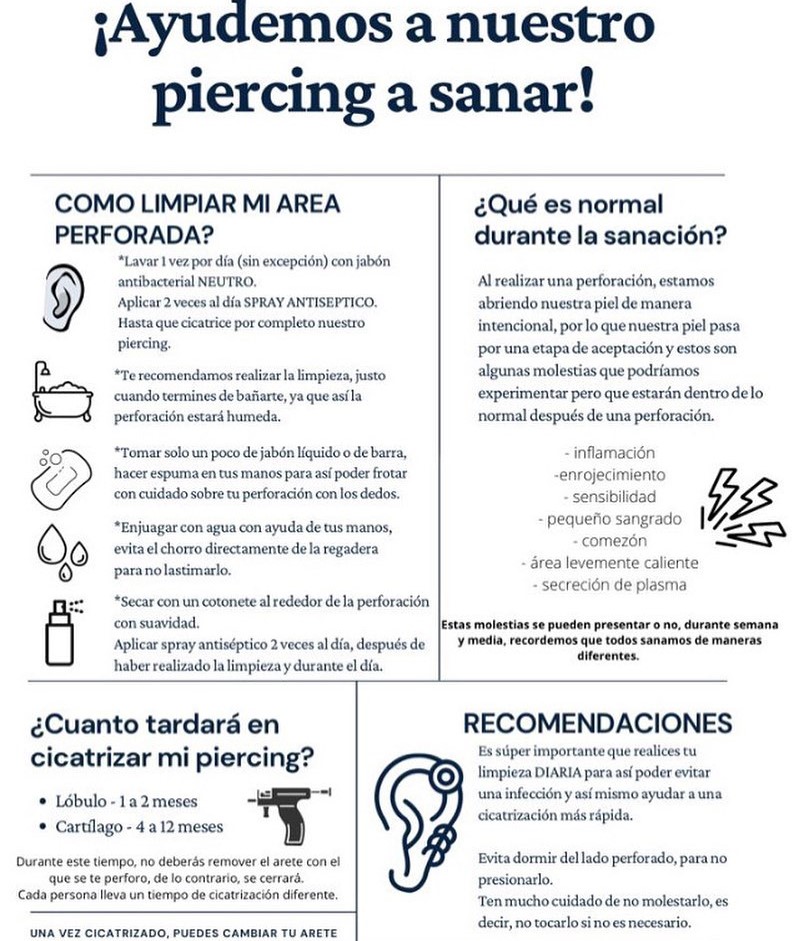 ¡Ayudemos a nuestro
piercing a sanar!
COMO LIMPIAR MI AREA
PERFORADA?
*Lavar 1 vez por día (sin excepción) con jabón
antibacterial NEUTRO.
Aplicar 2 veces al día SPRAY ANTISEPTICO.
Hasta que cicatrice por completo nuestro
piercing.
*Te recomendamos realizar la limpieza, justo
cuando termines de bañarte, ya que así la
perforación estará humeda.
*Tomar solo un poco de jabón líquido o de barra,
hacer espuma en tus manos para así poder frotar
con cuidado sobre tu perforación con los dedos.
*Enjuagar con agua con ayuda de tus manos,
evita el chorro directamente de la regadera
para no lastimarlo.
*Secar con un cotonete al rededor de la perforación
con suavidad.
Aplicar spray antiséptico 2 veces al día, después de
haber realizado la limpieza y durante el día.
¿Qué es normal
durante la sanación?
Al realizar una perforación, estamos
abriendo nuestra piel de manera
intencional, por lo que nuestra piel pasa
por una etapa de aceptación y estos son
algunas molestias que podríamos
experimentar pero que estarán dentro de lo
normal después de una perforación.
- inflamación
-enrojecimiento
- sensibilidad
- pequeño sangrado
- comezón
- área levemente caliente
- secreción de plasma
Estas molestias se pueden presentar o no, durante semana
y media, recordemos que todos sanamos de maneras
diferentes.
¿Cuanto tardará en
cicatrizar mi piercing?
• Lóbulo - 1 a 2 meses
• Cartílago - 4 a 12 meses
Durante este tiempo, no deberás remover el arete con el
que se te perforo, de lo contrario, se cerrará.
Cada persona lleva un tiempo de cicatrización diferente.
UNA VEZ CICATRIZADO, PUEDES CAMBIAR TU ARETE
RECOMENDACIONES
Es súper importante que realices tu
limpieza DIARIA para así poder evitar
una infección y así mismo ayudar a una
cicatrización más rápida.
Evita dormir del lado perforado, para no
presionarlo.
Ten mucho cuidado de no molestarlo, es
decir, no tocarlo si no es necesario.